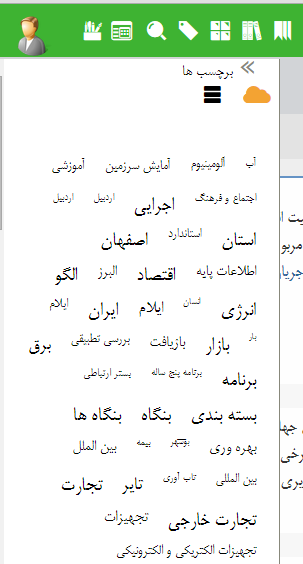 برچسب ها
آب آلومینیوم آمایش سرزمین آموزشی
اجتماع و فرهنگ اجرایی اردبیل اردبیل
استان استاندارد اصفهان
اطلاعات پایه اقتصاد البرز الگو
انرژی انسان ایلام ایران ایلام
بار بازار بازیافت بررسی تطبیقی برق
برنامه برنامه پنج ساله بستر ارتباطی
بسته بندی بنگاه بنگاه ها
بهره وری بوشهر بیمه بین الملل
بین المللی تاب آوری تایر تجارت
تجارت خارجی تجهیزات
تجهیزات الکتریکی و الکترونیکی